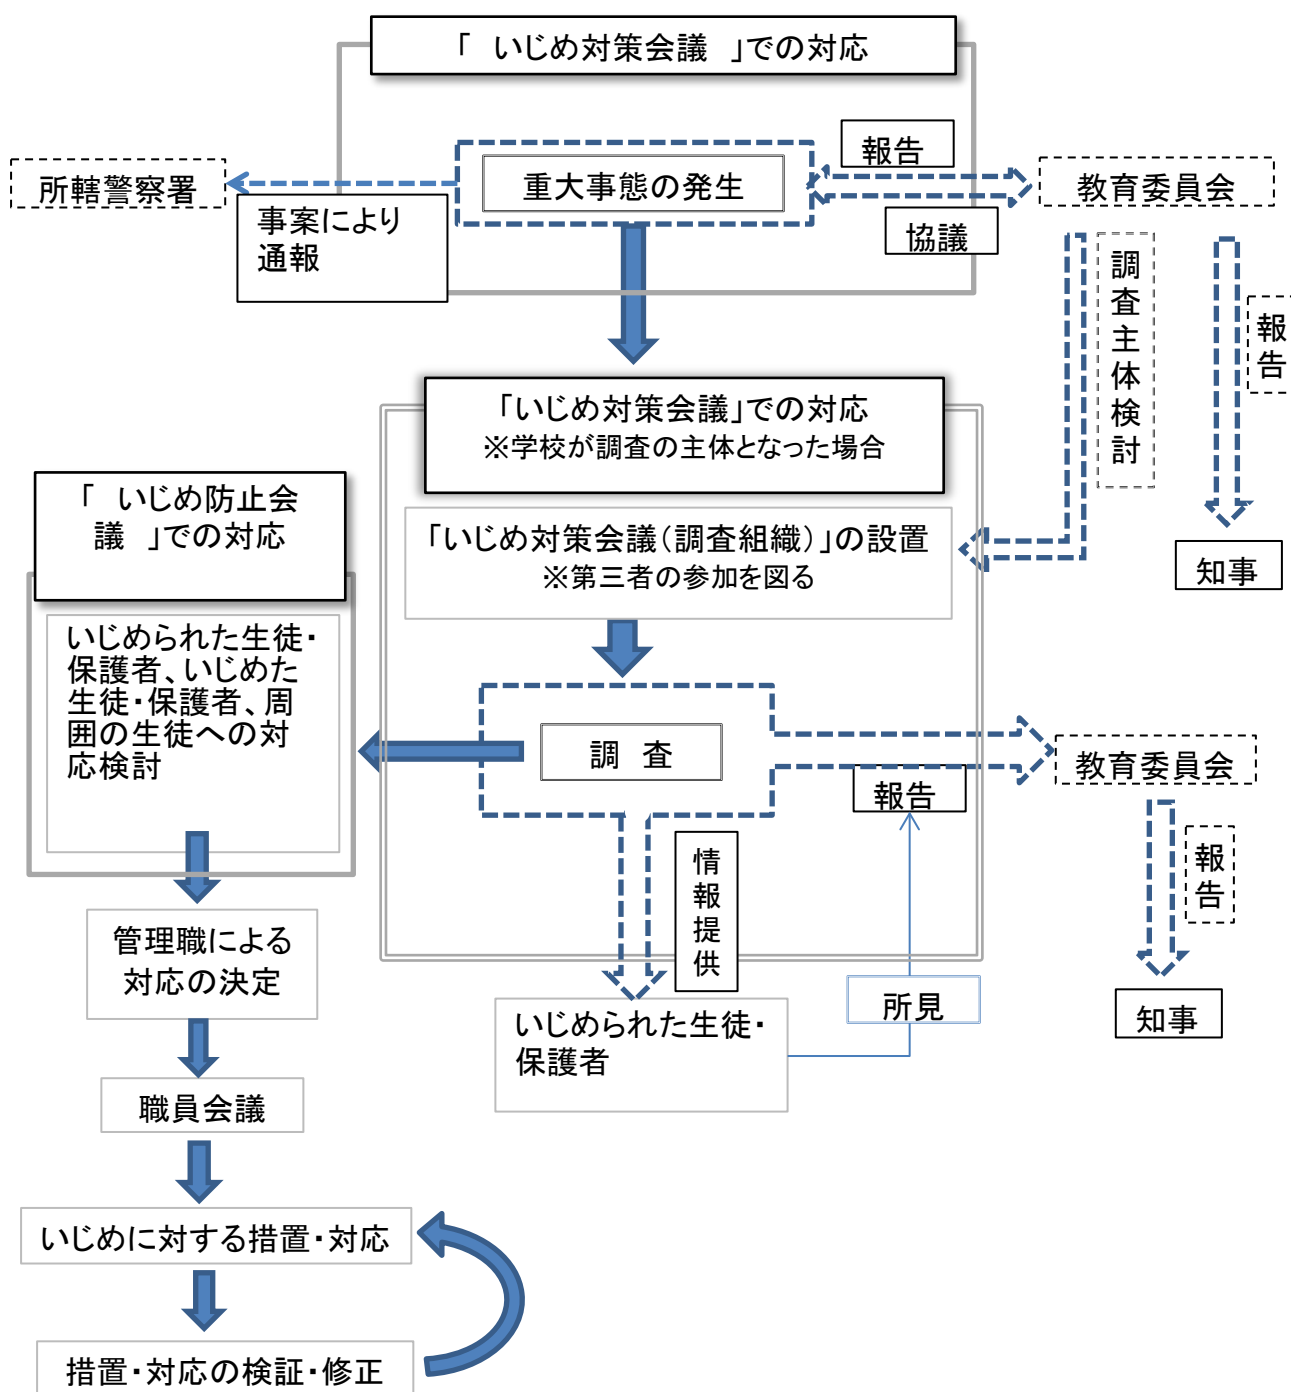 「　いじめ対策会議　」での対応
報告
所轄警察署
重大事態の発生
教育委員会
事案により
通報
協議
調査主体検討
報告
「いじめ対策会議」での対応
※学校が調査の主体となった場合
「　いじめ防止会
議　」での対応
「いじめ対策会議（調査組織）」の設置
※第三者の参加を図る
知事
いじめられた生徒・
保護者、いじめた
生徒・保護者、周
囲の生徒への対
応検討
調　査
教育委員会
報告
情報提供
報告
管理職による
対応の決定
所見
いじめられた生徒・
保護者
知事
職員会議
いじめに対する措置・対応
措置・対応の検証・修正